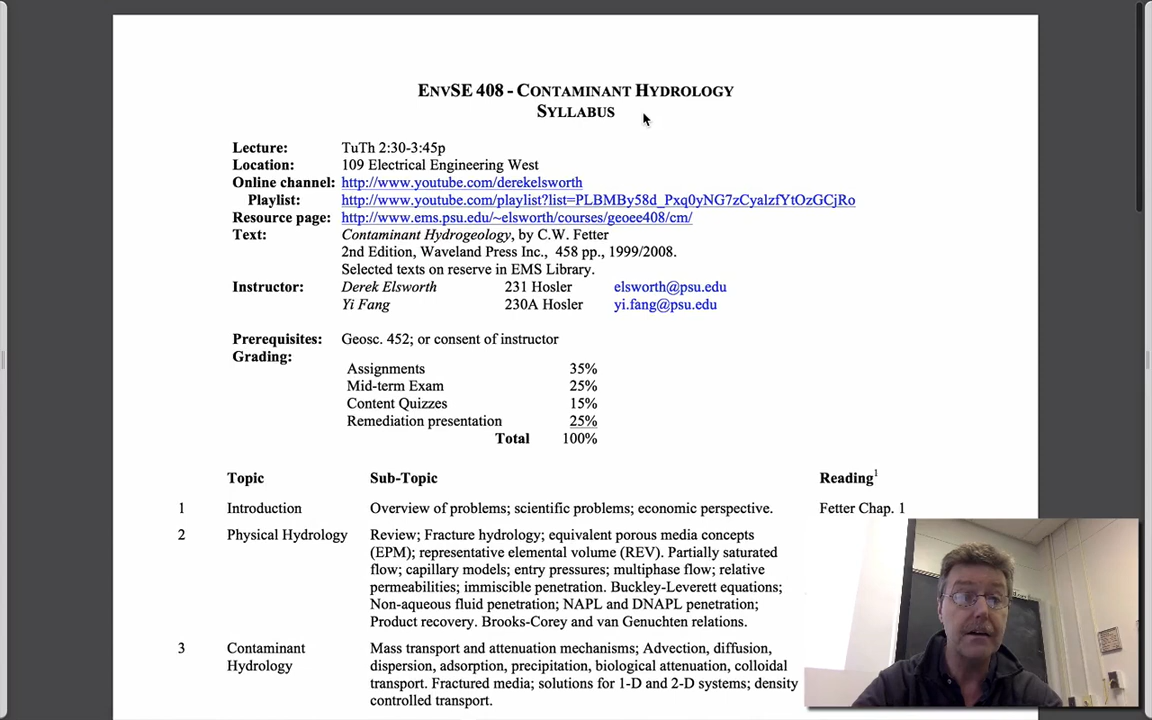 ENVSE 408 - CONTAMINANT HYDROLOGY
SYLLABUS
Lecture: TuTh 2:30-3:45p
Location: 109 Electrical Engineering West
Online channel: http://www.youtube.com/derekelsworth
Playlist: http://www.youtube.com/playlist?list=PLBMBy58d_Pxq0yNG7zCyalzfYtOzGCjRo
Resource page: http://www.ems.psu.edu/~elsworth/courses/geoee408/cm/
Text: Contaminant Hydrogeology, by C.W. Fetter
2nd Edition, Waveland Press Inc., 458 pp., 1999/2008.
Selected texts on reserve in EMS Library.
Instructor: Derek Elsworth 231 Hosler elsworth@psu.edu
Yi Fang 230A Hosler yi.fang@psu.edu
Prerequisites: Geosc. 452; or consent of instructor
Grading:
Assignments 35%
Mid-term Exam 25%
Content Quizzes 15%
Remediation presentation 25%
Total 100%
Topic Sub-Topic Reading1
1 Introduction Overview of problems; scientific problems; economic perspective. Fetter Chap. 1
2 Physical Hydrology Review; Fracture hydrology; equivalent porous media concepts
(EPM); representative elemental volume (REV). Partially saturated
flow; capillary models; entry pressures; multiphase flow; relative
permeabilities; immiscible penetration. Buckley-Leverett equations;
Non-aqueous fluid penetration; NAPL and DNAPL penetration;
Product recovery. Brooks-Corey and van Genuchten relations.
3 Contaminant Mass transport and attenuation mechanisms; Advection, diffusion,
Hydrology dispersion, adsorption, precipitation, biological attenuation, colloidal
transport. Fractured media; solutions for 1-D and 2-D systems; density
controlled transport.